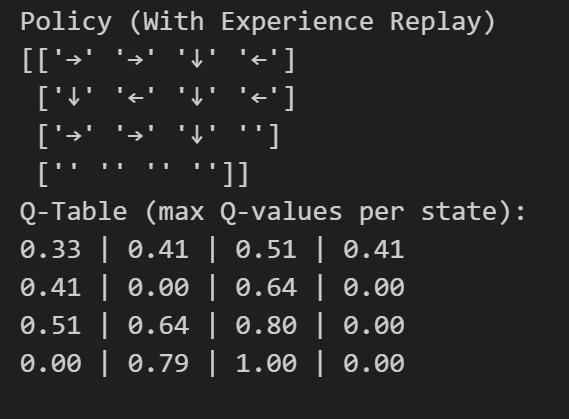 Policy (With Experience Replay)
[['→' '→' '↓' '←']
 ['↓' '←' '↓' '←']
 ['→' '→' '↓' '']
 ['' '' '' '']]
Q-Table (max Q-values per state):
0.33 | 0.41 | 0.51 | 0.41
0.41 | 0.00 | 0.64 | 0.00
0.51 | 0.64 | 0.80 | 0.00
0.00 | 0.79 | 1.00 | 0.00